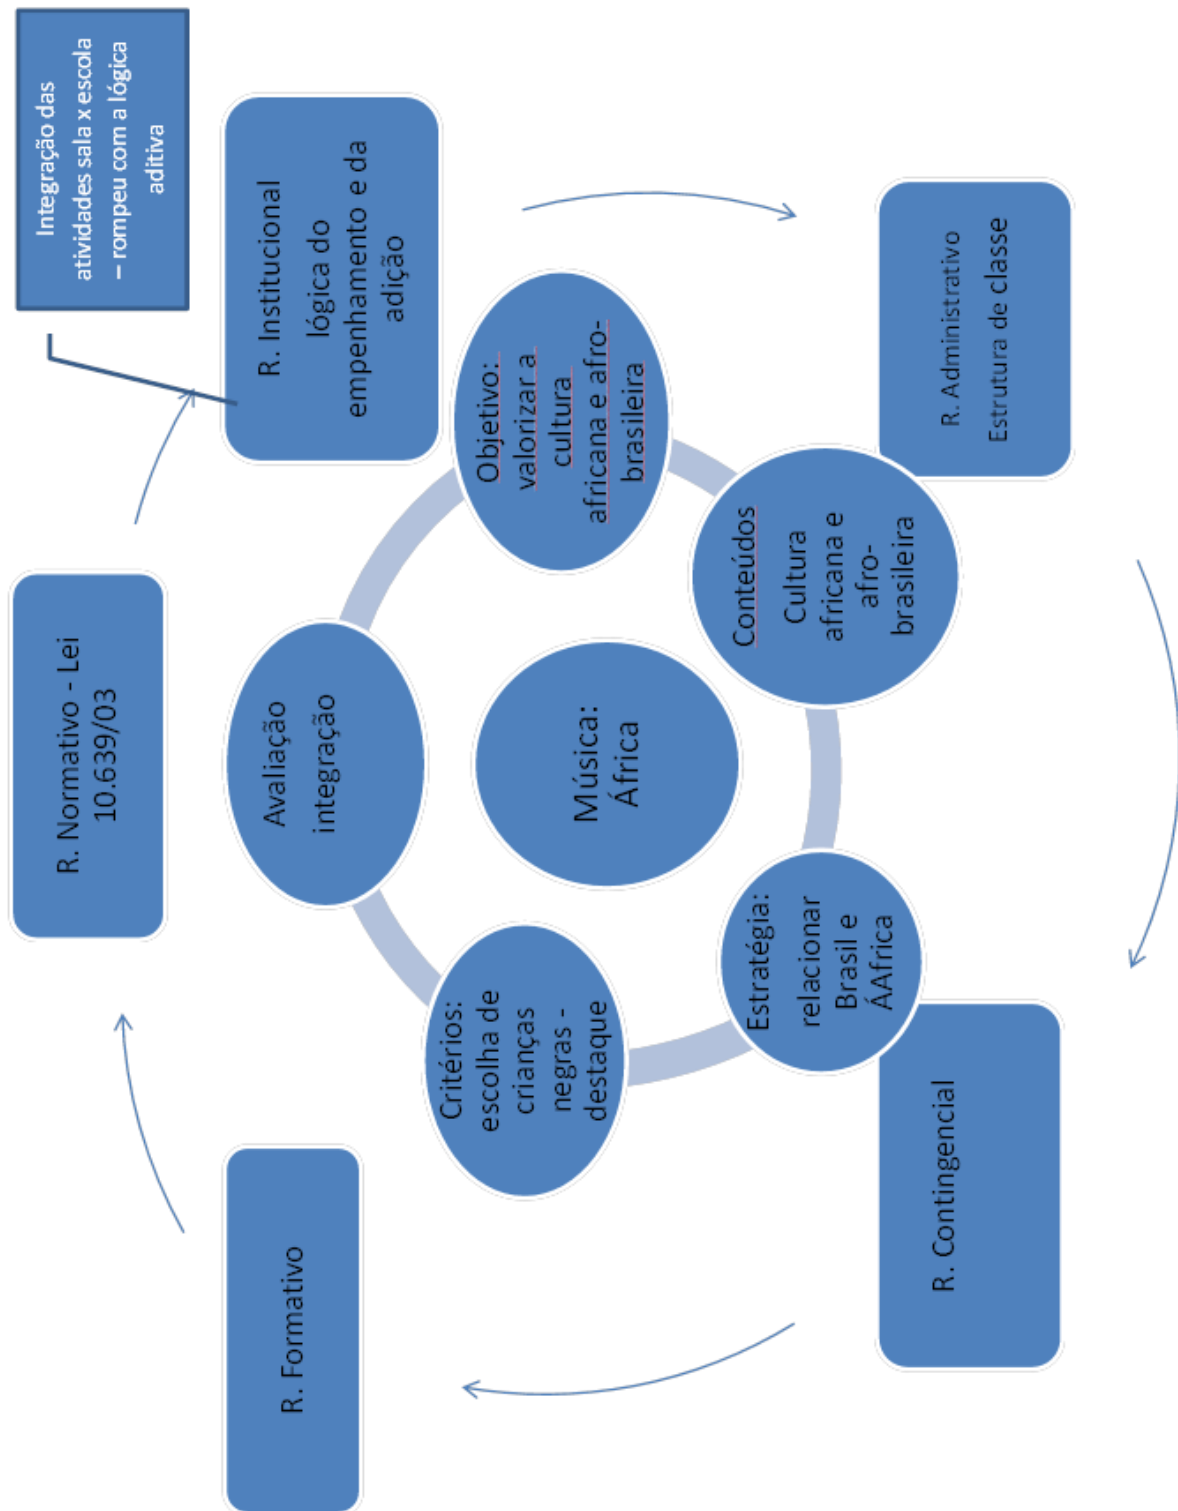 Integração das
atividades sala x escola
– rompeu com a lógica
aditiva
R. Normativo - Lei
10.639/03
R. Institucional
lógica do
empenhamento e da
adição
R. Administrativo
Estrutura de classe
R. Contingencial
R. Formativo
Avaliação
integração
Objetivo:
valorizar a
cultura
africana e afro-
brasileira
Conteúdos
Cultura
africana e
afro-
brasileira
Estratégia:
relacionar
Brasil e
ÁAfrica
Critérios:
escolha de
crianças
negras -
destaque
Música:
África